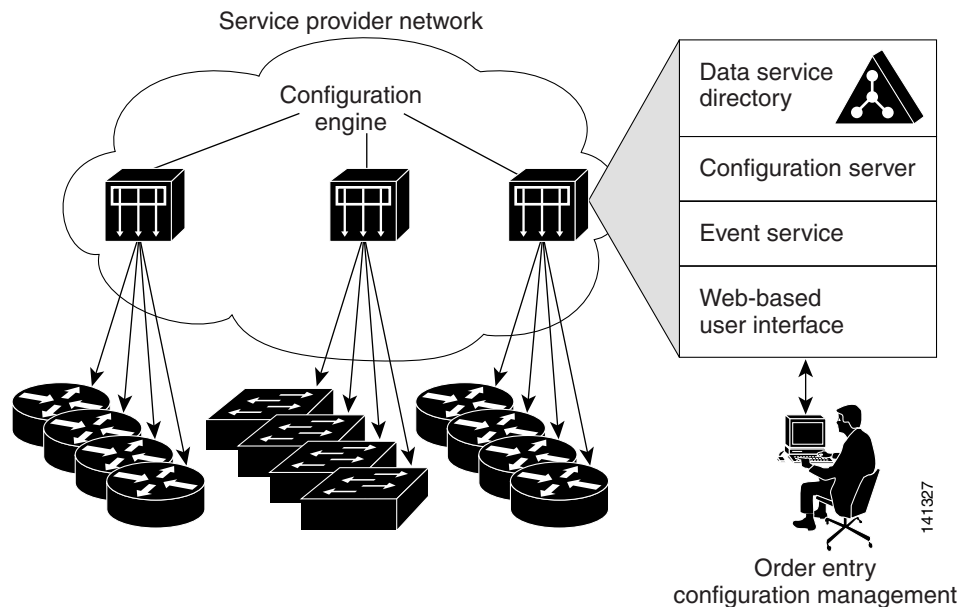 Service provider network
Configuration
engine
Data service
directory
Configuration server
Event service
Web-based
user interface
141327
Order entry
configuration management